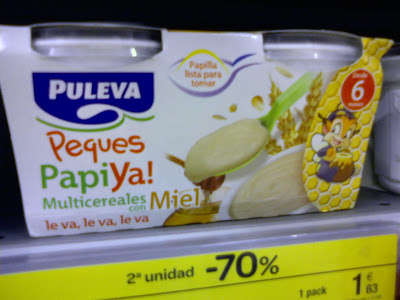 PULEVA
Papilla
lista para
tomar
Desde
6
meses
Peques
PapiYa!
Multicereales
con Miel
le va, le va, le va
2ª unidad -70%
1 pack
1 €
63